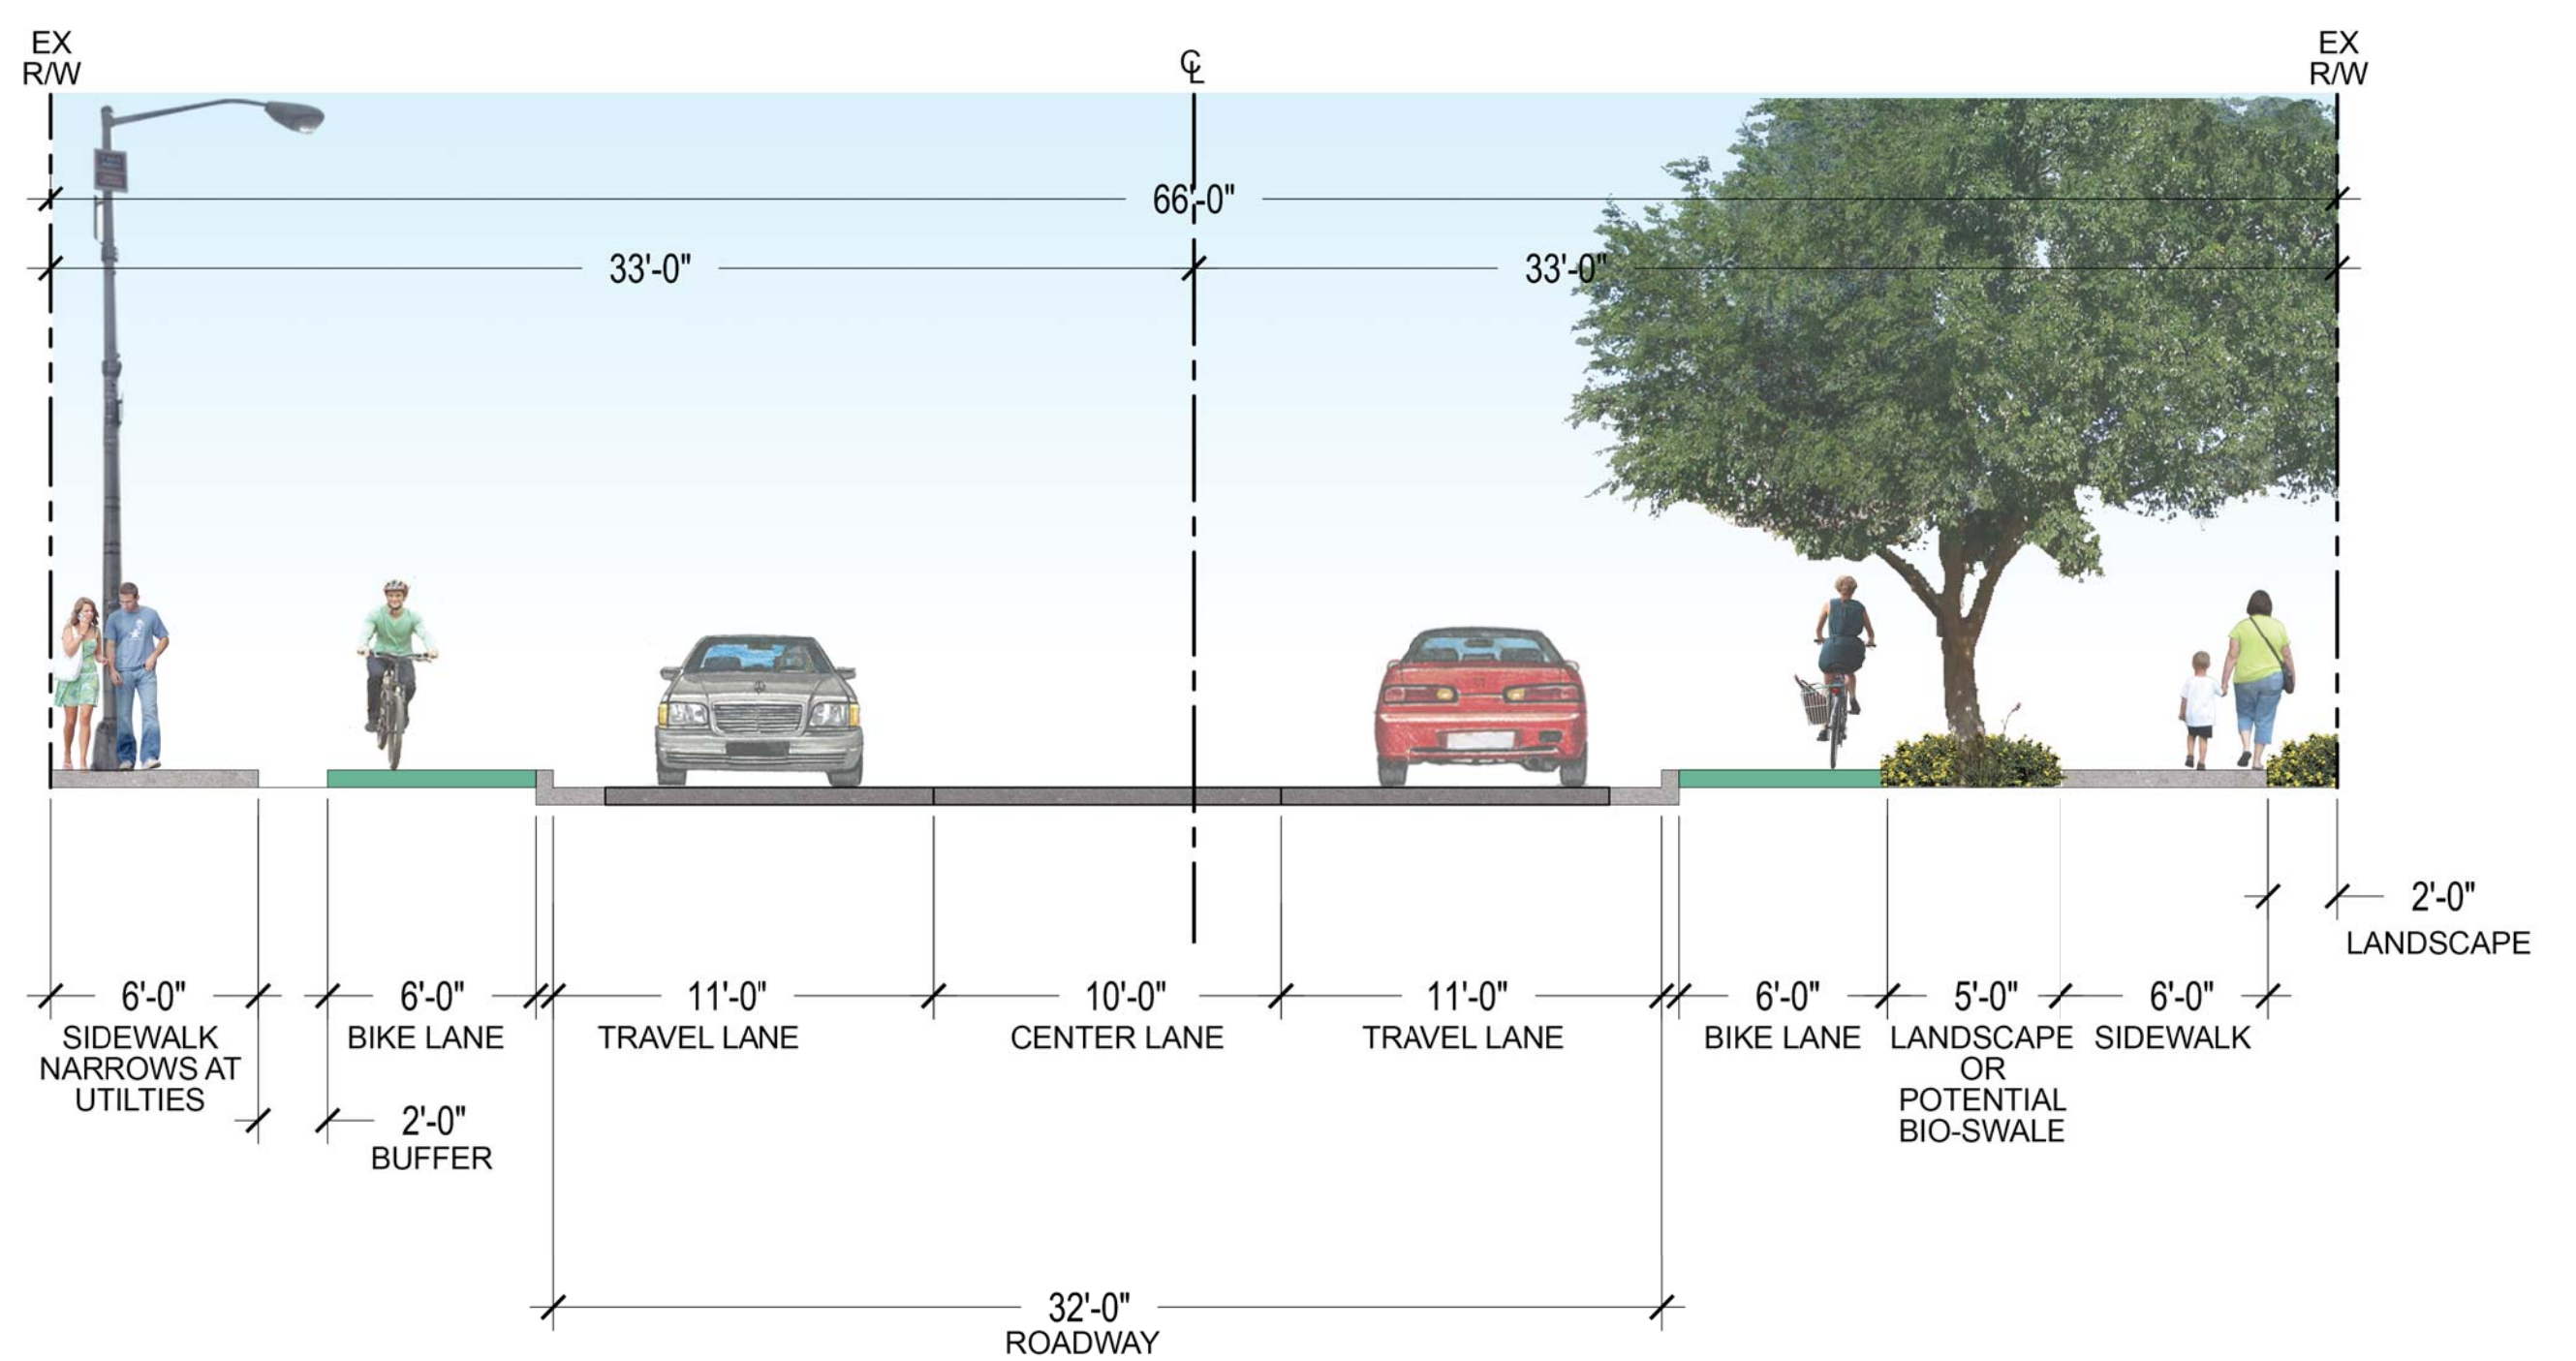 EX
R/W
℄
EX
R/W
66'-0"
33'-0"
33'-0"
2'-0"
LANDSCAPE
6'-0"
SIDEWALK
NARROWS AT
UTILTIES
6'-0"
BIKE LANE
11'-0"
TRAVEL LANE
10'-0"
CENTER LANE
11'-0"
TRAVEL LANE
6'-0"
BIKE LANE
5'-0"
LANDSCAPE
OR
POTENTIAL
BIO-SWALE
6'-0"
SIDEWALK
2'-0"
BUFFER
32'-0"
ROADWAY